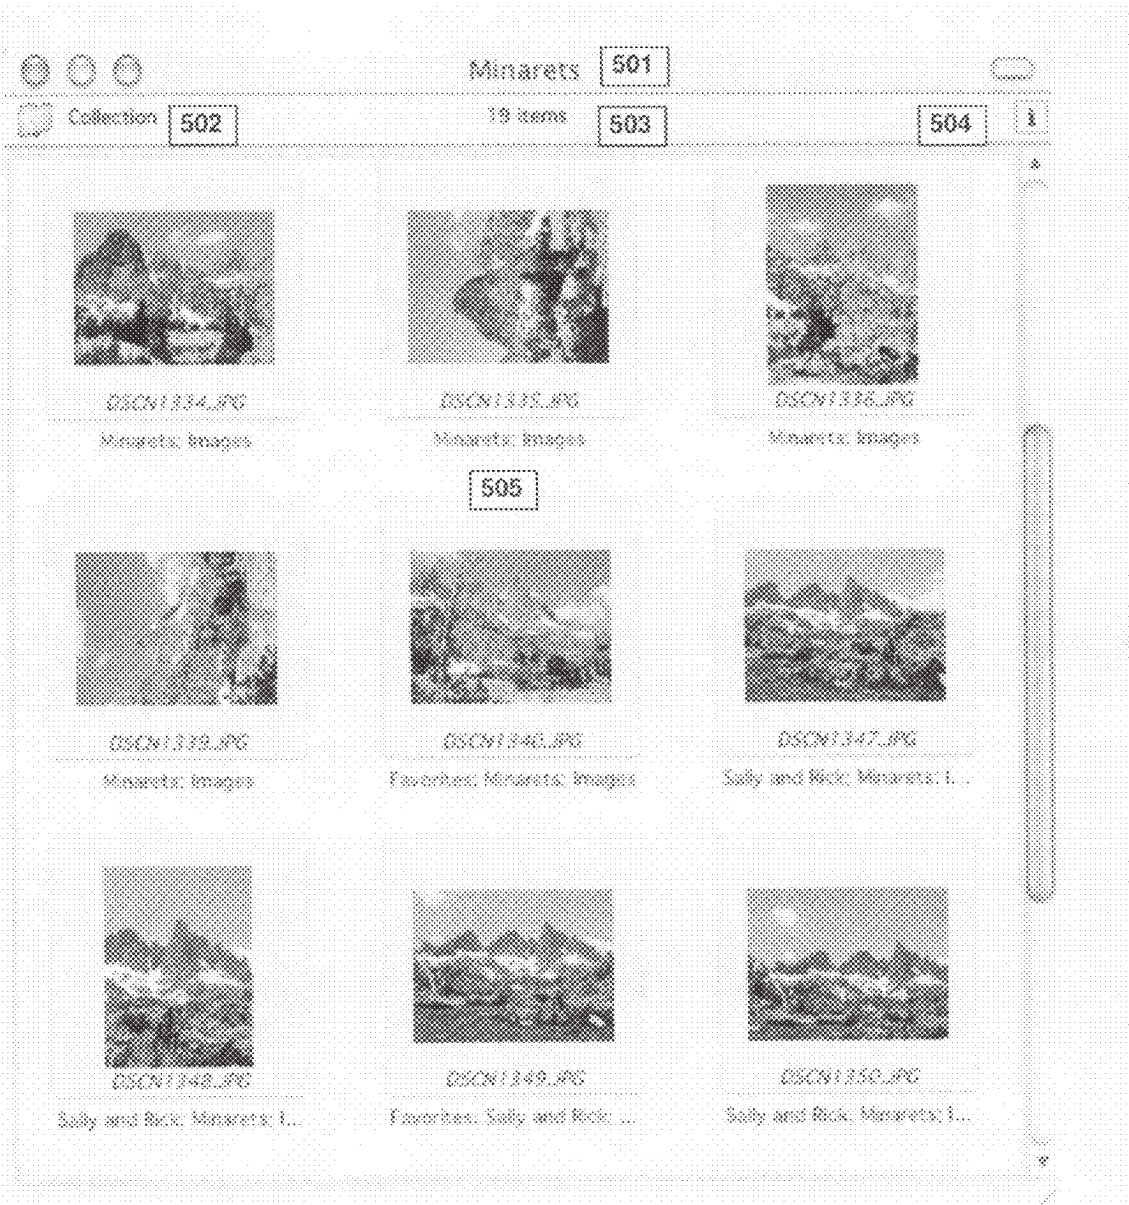 Minarets 501
Collection 502 19 items 503 504 i
DSCN1334.JPG DSCN1335.JPG DSCN1336.JPG
Minarets; Images Minarets; Images Minarets; Images
505
DSCN1339.JPG DSCN1340.JPG DSCN1347.JPG
Minarets; Images Favorites; Minarets; Images Sally and Rick; Minarets; I...
DSCN1348.JPG DSCN1349.JPG DSCN1350.JPG
Sally and Rick; Minarets; I... Favorites; Sally and Rick; ... Sally and Rick; Minarets; I...